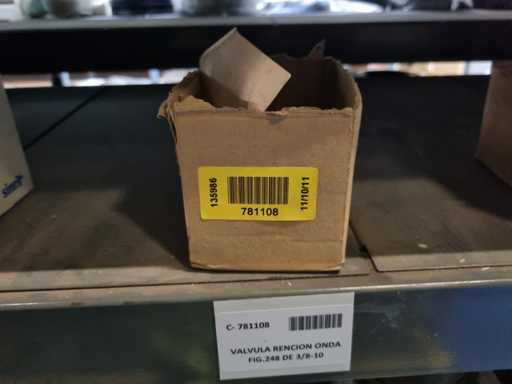 135986
781108
11/10/11
C- 781108
VALVULA RENCION ONDA
FIG.248 DE 3/8-10